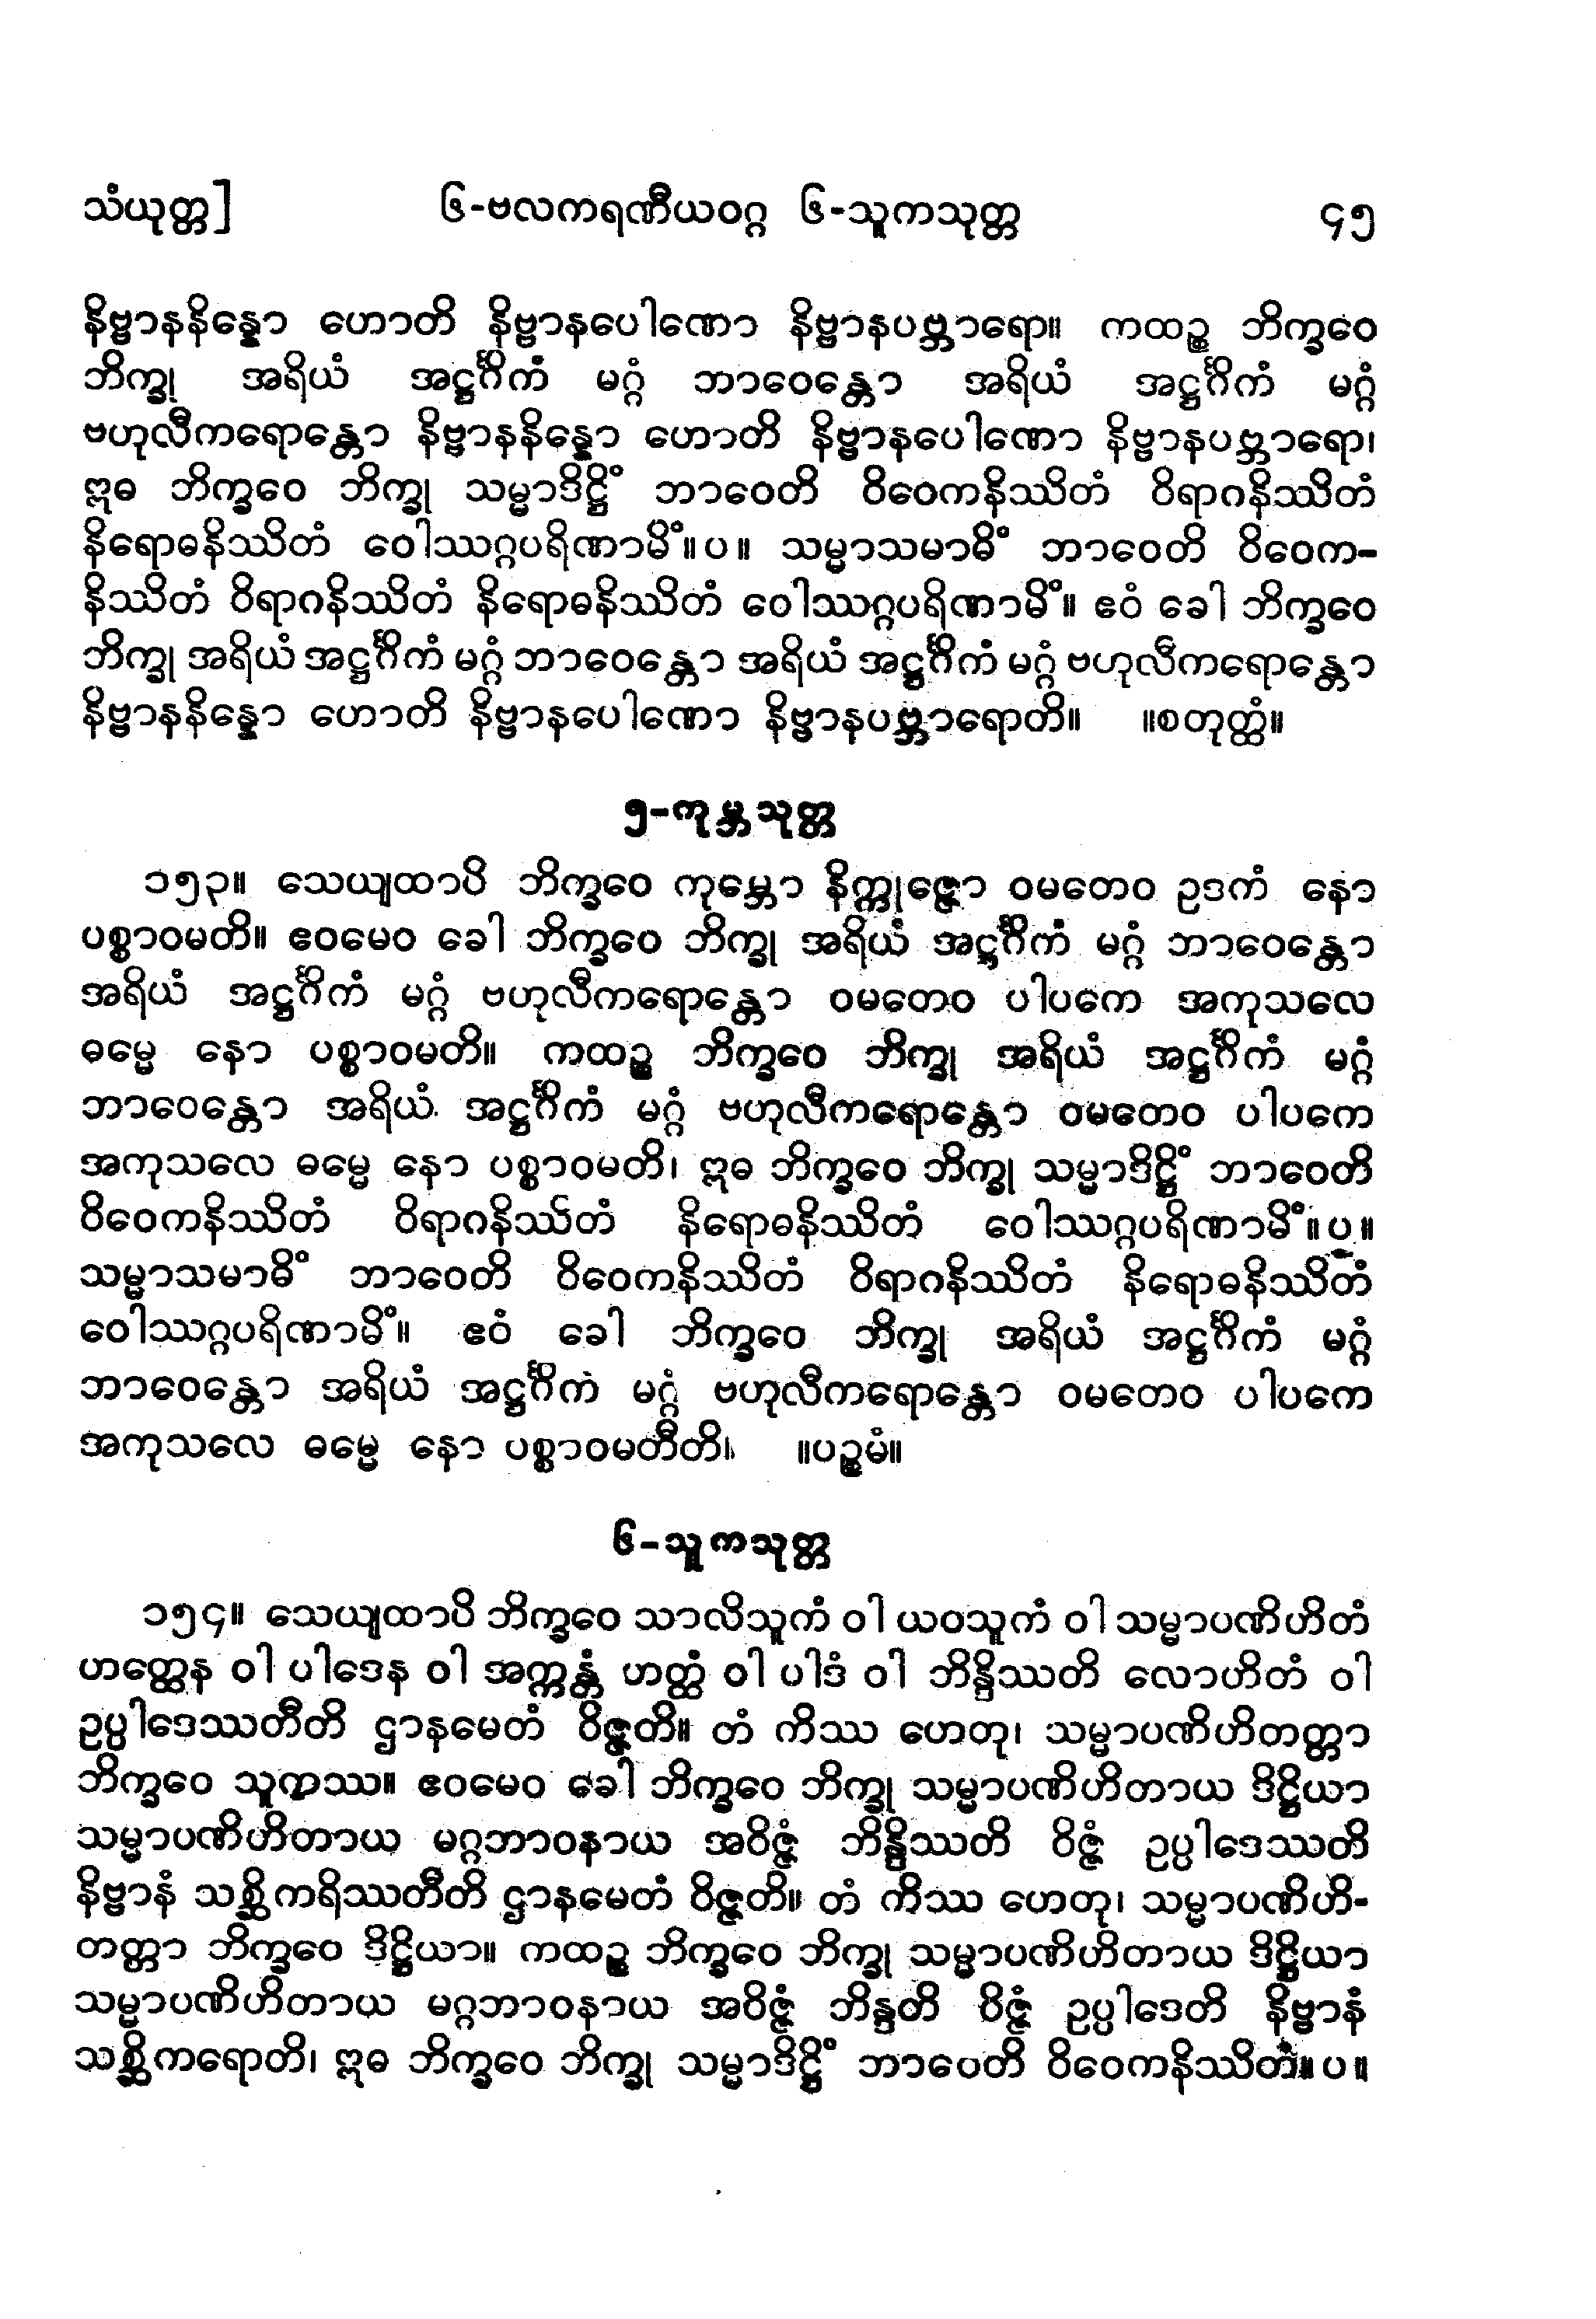 သံယုတ္တ] ၆-ဗလကရဏီယဝဂ္ဂ ၆-သူကသုတ္တ ၄၅
နိဗ္ဗာနနိန္နော ဟောတိ နိဗ္ဗာနပေါဏော နိဗ္ဗာနပဗ္ဘာရော။ ကထဉ္စ ဘိက္ခဝေ
ဘိက္ခု အရိယံ အဋ္ဌင်္ဂိကံ မဂ္ဂံ ဘာဝေန္တော အရိယံ အဋ္ဌင်္ဂိကံ မဂ္ဂံ
ဗဟုလီကရောန္တော နိဗ္ဗာနနိန္နော ဟောတိ နိဗ္ဗာနပေါဏော နိဗ္ဗာနပဗ္ဘာရော၊
ဣဓ ဘိက္ခဝေ ဘိက္ခု သမ္မာဒိဋ္ဌိံ ဘာဝေတိ ဝိဝေကနိဿိတံ ဝိရာဂနိဿိတံ
နိရောဓနိဿိတံ ဝေါဿဂ္ဂပရိဏာမိံ။ပ။ သမ္မာသမာဓိံ ဘာဝေတိ ဝိဝေက-
နိဿိတံ ဝိရာဂနိဿိတံ နိရောဓနိဿိတံ ဝေါဿဂ္ဂပရိဏာမိံ။ ဧဝံ ခေါ ဘိက္ခဝေ
ဘိက္ခု အရိယံ အဋ္ဌင်္ဂိကံ မဂ္ဂံ ဘာဝေန္တော အရိယံ အဋ္ဌင်္ဂိကံ မဂ္ဂံ ဗဟုလီကရောန္တော
နိဗ္ဗာနနိန္နော ဟောတိ နိဗ္ဗာနပေါဏော နိဗ္ဗာနပဗ္ဘာရောတိ။ ။စတုတ္ထံ။
၅-ကုမ္ဘသုတ္တ
၁၅၃။ သေယျထာပိ ဘိက္ခဝေ ကုမ္ဘော နိက္ကုဇ္ဇော ဝမတေဝ ဥဒကံ နော
ပစ္စာဝမတိ။ ဧဝမေဝ ခေါ ဘိက္ခဝေ ဘိက္ခု အရိယံ အဋ္ဌင်္ဂိကံ မဂ္ဂံ ဘာဝေန္တော
အရိယံ အဋ္ဌင်္ဂိကံ မဂ္ဂံ ဗဟုလီကရောန္တော ဝမတေဝ ပါပကေ အကုသလေ
ဓမ္မေ နော ပစ္စာဝမတိ။ ကထဉ္စ ဘိက္ခဝေ ဘိက္ခု အရိယံ အဋ္ဌင်္ဂိကံ မဂ္ဂံ
ဘာဝေန္တော အရိယံ အဋ္ဌင်္ဂိကံ မဂ္ဂံ ဗဟုလီကရောန္တော ဝမတေဝ ပါပကေ
အကုသလေ ဓမ္မေ နော ပစ္စာဝမတိ၊ ဣဓ ဘိက္ခဝေ ဘိက္ခု သမ္မာဒိဋ္ဌိံ ဘာဝေတိ
ဝိဝေကနိဿိတံ ဝိရာဂနိဿိတံ နိရောဓနိဿိတံ ဝေါဿဂ္ဂပရိဏာမိံ။ပ။
သမ္မာသမာဓိံ ဘာဝေတိ ဝိဝေကနိဿိတံ ဝိရာဂနိဿိတံ နိရောဓနိဿိတံ
ဝေါဿဂ္ဂပရိဏာမိံ။ ဧဝံ ခေါ ဘိက္ခဝေ ဘိက္ခု အရိယံ အဋ္ဌင်္ဂိကံ မဂ္ဂံ
ဘာဝေန္တော အရိယံ အဋ္ဌင်္ဂိကံ မဂ္ဂံ ဗဟုလီကရောန္တော ဝမတေဝ ပါပကေ
အကုသလေ ဓမ္မေ နော ပစ္စာဝမတီတိ။ ။ပဉ္စမံ။
၆-သူကသုတ္တ
၁၅၄။ သေယျထာပိ ဘိက္ခဝေ သာလိသူကံ ဝါ ယဝသူကံ ဝါ သမ္မာပဏိဟိတံ
ဟတ္ထေန ဝါ ပါဒေန ဝါ အက္ကန္တံ ဟတ္ထံ ဝါ ပါဒံ ဝါ ဘိန္ဒိဿတိ လောဟိတံ ဝါ
ဥပ္ပါဒေဿတီတိ ဌာနမေတံ ဝိဇ္ဇတိ။ တံ ကိဿ ဟေတု၊ သမ္မာပဏိဟိတတ္တာ
ဘိက္ခဝေ သူကဿ။ ဧဝမေဝ ခေါ ဘိက္ခဝေ ဘိက္ခု သမ္မာပဏိဟိတာယ ဒိဋ္ဌိယာ
သမ္မာပဏိဟိတာယ မဂ္ဂဘာဝနာယ အဝိဇ္ဇံ ဘိန္ဒိဿတိ ဝိဇ္ဇံ ဥပ္ပါဒေဿတိ
နိဗ္ဗာနံ သစ္ဆိကရိဿတီတိ ဌာနမေတံ ဝိဇ္ဇတိ။ တံ ကိဿ ဟေတု၊ သမ္မာပဏိဟိ-
တတ္တာ ဘိက္ခဝေ ဒိဋ္ဌိယာ။ ကထဉ္စ ဘိက္ခဝေ ဘိက္ခု သမ္မာပဏိဟိတာယ ဒိဋ္ဌိယာ
သမ္မာပဏိဟိတာယ မဂ္ဂဘာဝနာယ အဝိဇ္ဇံ ဘိန္ဒတိ ဝိဇ္ဇံ ဥပ္ပါဒေတိ နိဗ္ဗာနံ
သစ္ဆိကရောတိ၊ ဣဓ ဘိက္ခဝေ ဘိက္ခု သမ္မာဒိဋ္ဌိံ ဘာဝေတိ ဝိဝေကနိဿိတံ။ပ။